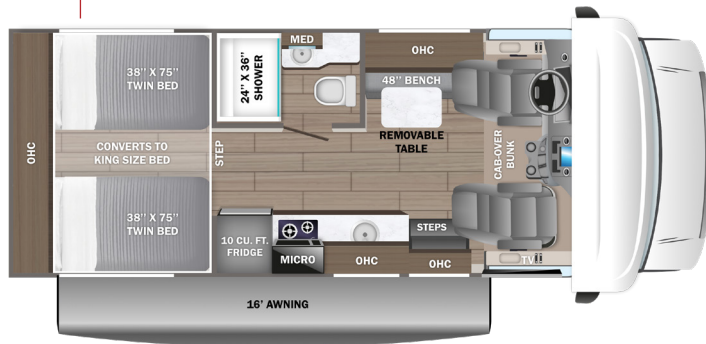 MED
OHC
38" X 75"
TWIN BED
24" X 36"
SHOWER
48" BENCH
REMOVABLE
TABLE
OHC
CONVERTS TO
KING SIZE BED
STEP
CAB-OVER
BUNK
38" X 75"
TWIN BED
10 CU. FT.
FRIDGE
MICRO
OHC
STEPS
OHC
TV
16' AWNING